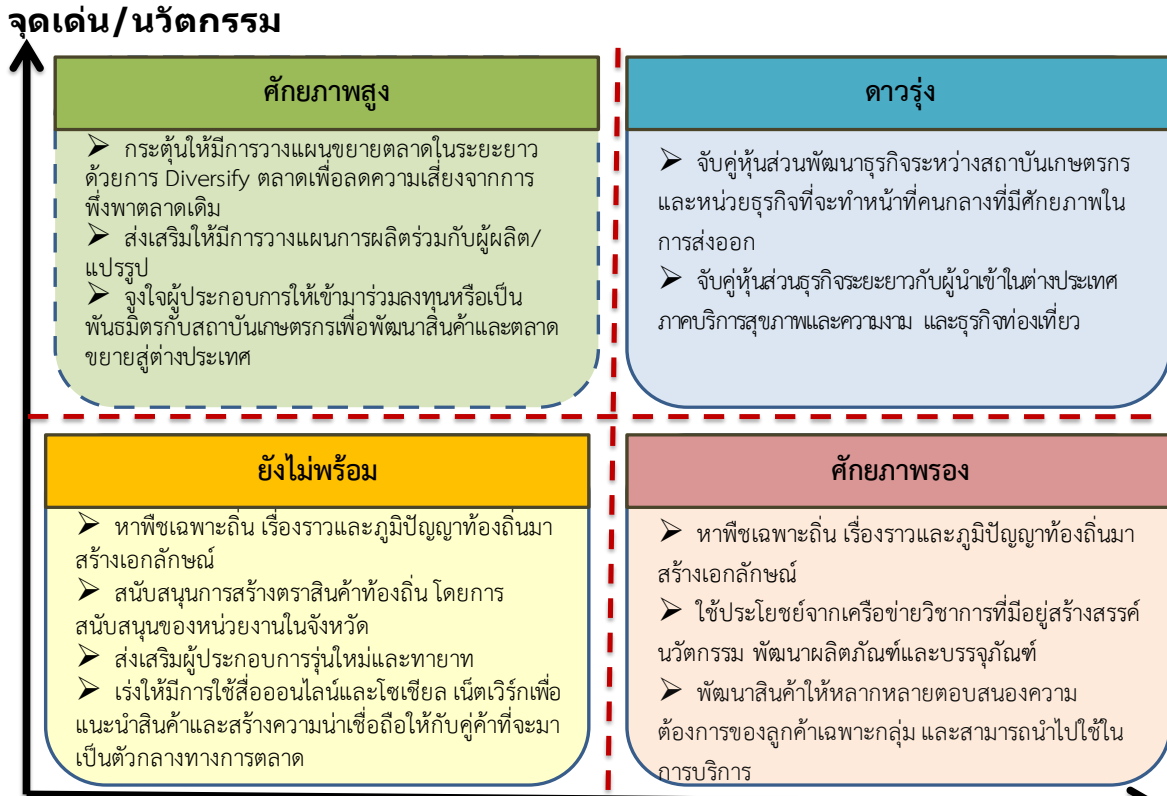 จุดเด่น/นวัตกรรม
ศักยภาพสูง
➢ กระตุ้นให้มีการวางแผนขยายตลาดในระยะยาว
ด้วยการ Diversify ตลาดเพื่อลดความเสี่ยงจากการ
พึ่งพาตลาดเดิม
➢ ส่งเสริมให้มีการวางแผนการผลิตร่วมกับผู้ผลิต/
แปรรูป
➢ จูงใจผู้ประกอบการให้เข้ามาร่วมลงทุนหรือเป็น
พันธมิตรกับสถาบันเกษตรกรเพื่อพัฒนาสินค้าและตลาด
ขยายสู่ต่างประเทศ
ดาวรุ่ง
➢ จับคู่หุ้นส่วนพัฒนาธุรกิจระหว่างสถาบันเกษตรกร
และหน่วยธุรกิจที่จะทำหน้าที่คนกลางที่มีศักยภาพใน
การส่งออก
➢ จับคู่หุ้นส่วนธุรกิจระยะยาวกับผู้นำเข้าในต่างประเทศ
ภาคบริการสุขภาพและความงาม และธุรกิจท่องเที่ยว
ยังไม่พร้อม
➢ หาพืชเฉพาะถิ่น เรื่องราวและภูมิปัญญาท้องถิ่นมา
สร้างเอกลักษณ์
➢ สนับสนุนการสร้างตราสินค้าท้องถิ่น โดยการ
สนับสนุนของหน่วยงานในจังหวัด
➢ ส่งเสริมผู้ประกอบการรุ่นใหม่และทายาท
➢ เร่งให้มีการใช้สื่อออนไลน์และโซเชียล เน็ตเวิร์กเพื่อ
แนะนำสินค้าและสร้างความน่าเชื่อถือให้กับคู่ค้าที่จะมา
เป็นตัวกลางทางการตลาด
ศักยภาพรอง
➢ หาพืชเฉพาะถิ่น เรื่องราวและภูมิปัญญาท้องถิ่นมา
สร้างเอกลักษณ์
➢ ใช้ประโยชย์จากเครือข่ายวิชาการที่มีอยู่สร้างสรรค์
นวัตกรรม พัฒนาผลิตภัณฑ์และบรรจุภัณฑ์
➢ พัฒนาสินค้าให้หลากหลายตอบสนองความ
ต้องการของลูกค้าเฉพาะกลุ่ม และสามารถนำไปใช้ใน
การบริการ